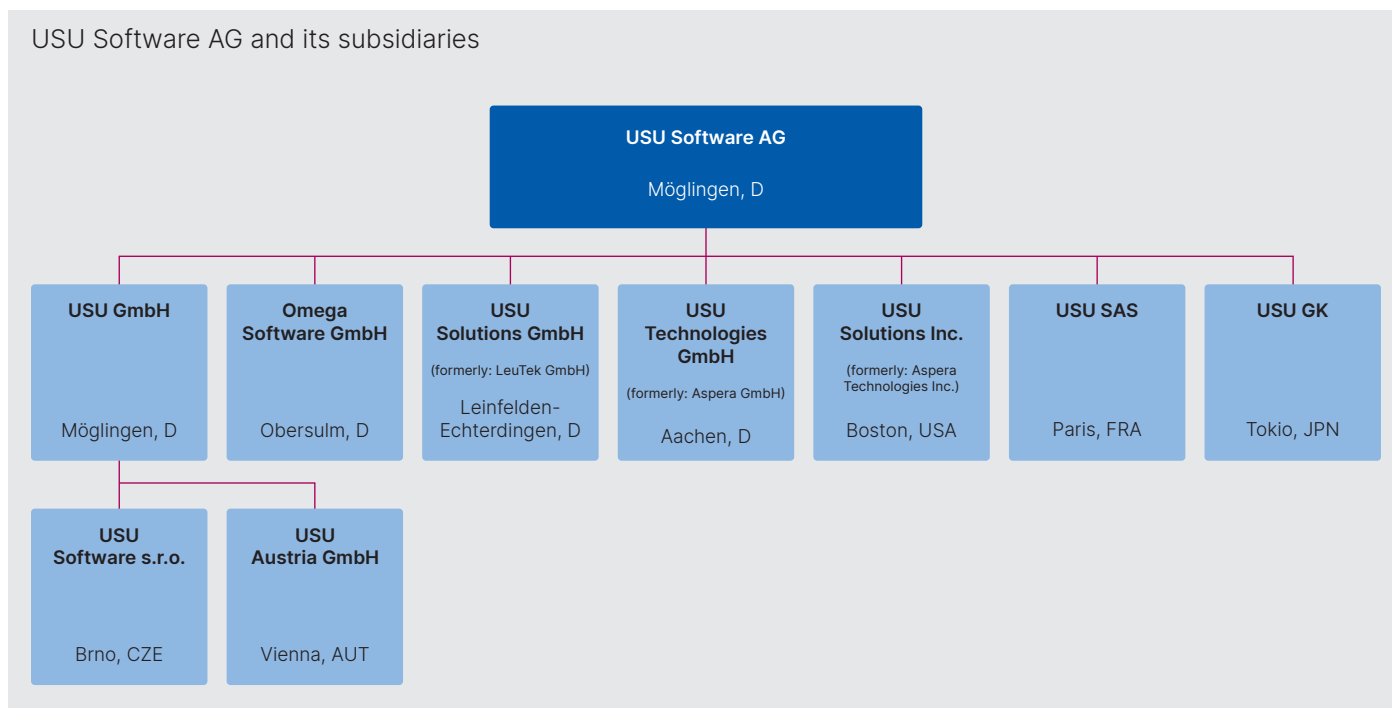 USU Software AG and its subsidiaries
USU Software AG
Möglingen, D
USU GmbH
Möglingen, D
Omega
Software GmbH
Obersulm, D
USU
Solutions GmbH
(formerly: LeuTek GmbH)
Leinfelden-
Echterdingen, D
USU
Technologies
GmbH
(formerly: Aspera GmbH)
Aachen, D
USU
Solutions Inc.
(formerly: Aspera
Technologies Inc.)
Boston, USA
USU SAS
Paris, FRA
USU GK
Tokio, JPN
USU
Software s.r.o.
Brno, CZE
USU
Austria GmbH
Vienna, AUT